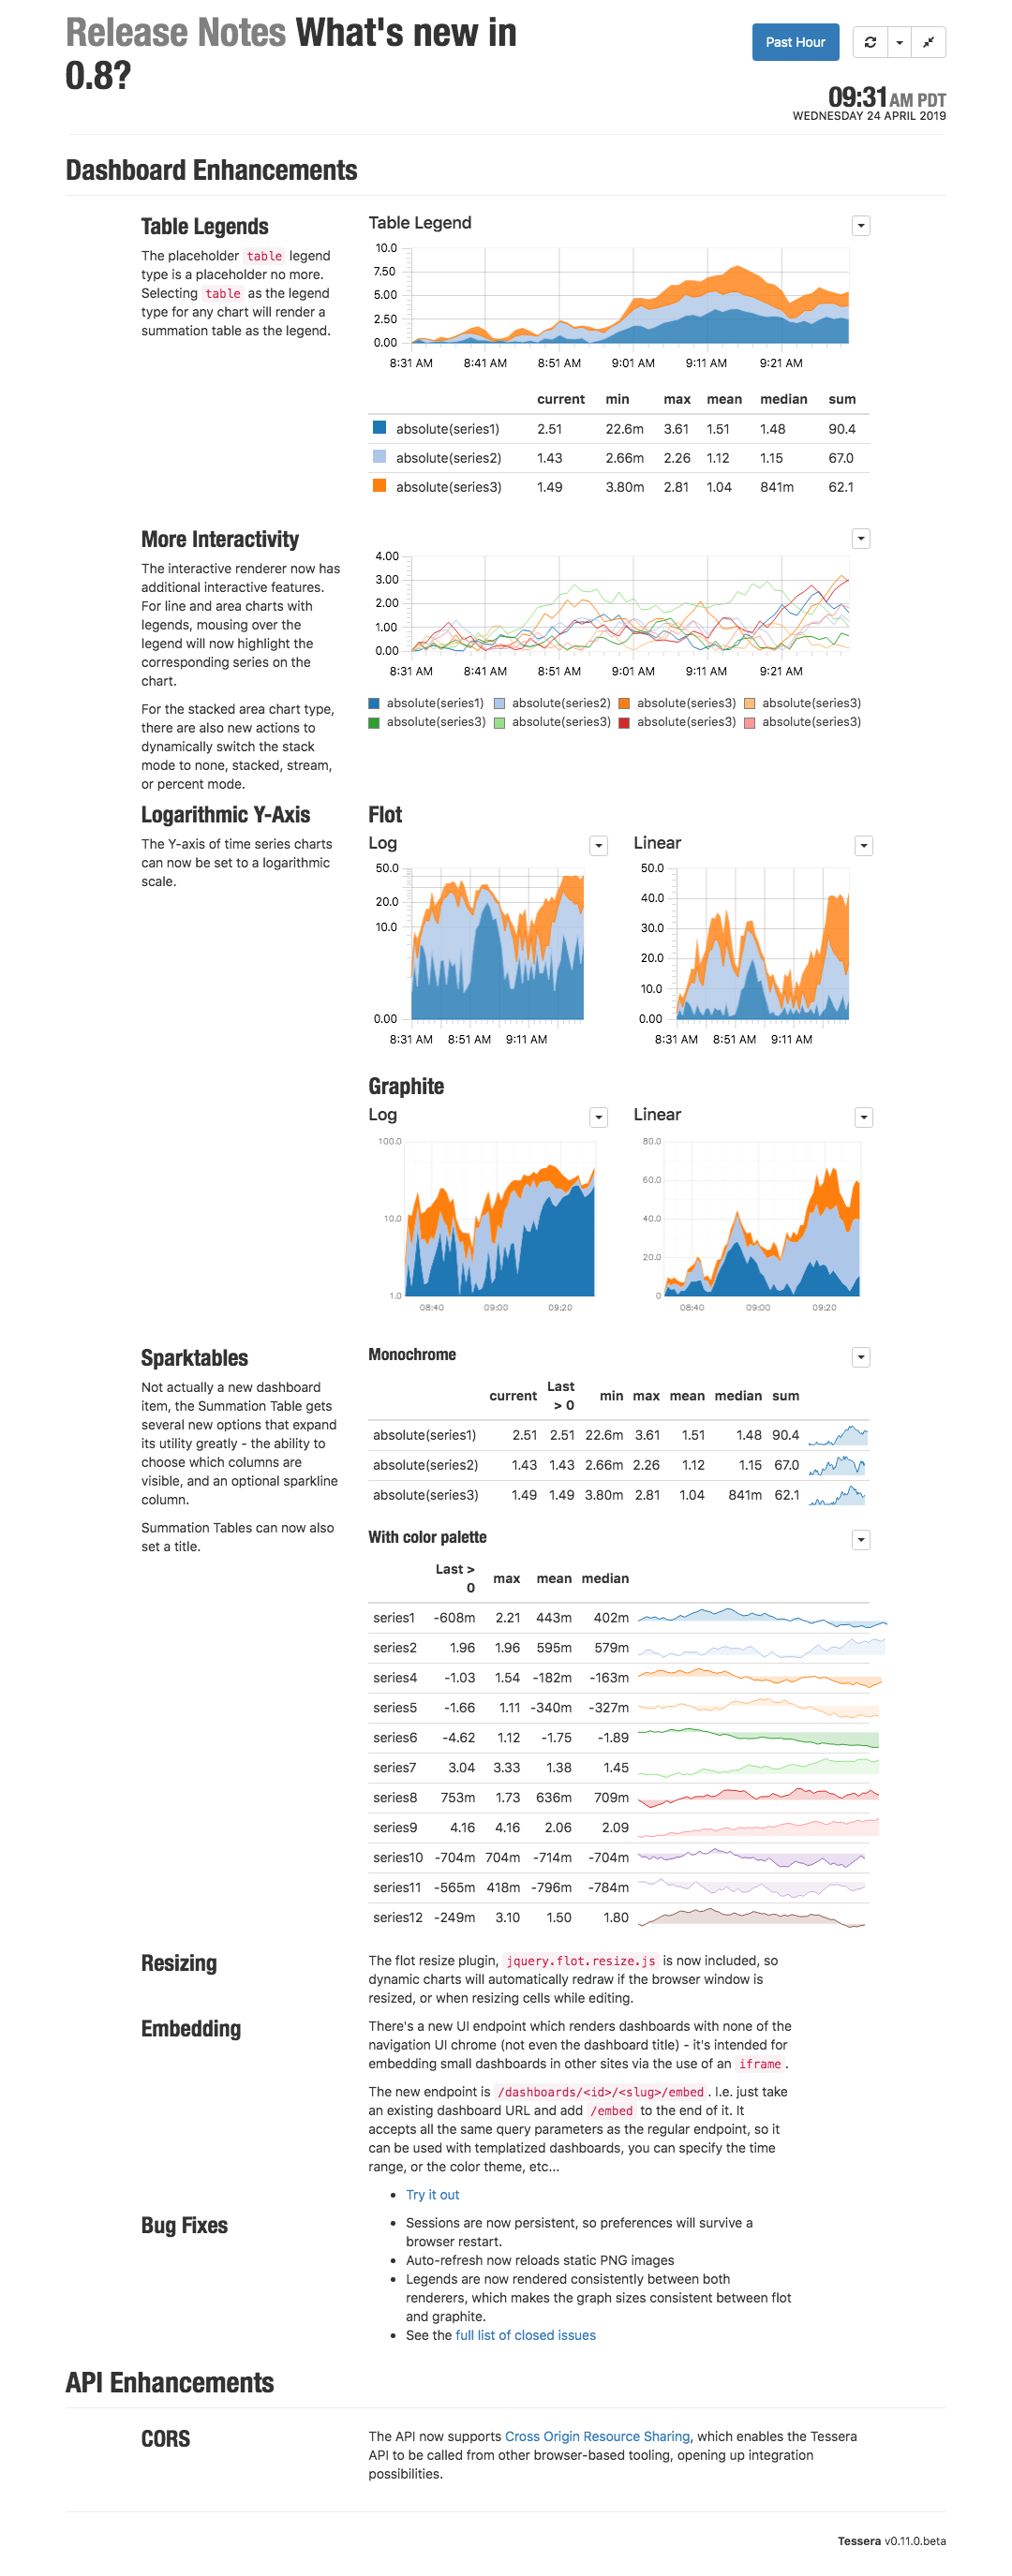 Release Notes What's new in
0.8?
Past Hour
09:31AM PDT
WEDNESDAY 24 APRIL 2019
Dashboard Enhancements
Table Legends
The placeholder table legend
type is a placeholder no more.
Selecting table as the legend
type for any chart will render a
summation table as the legend.
Table Legend
10.0
7.50
5.00
2.50
0.00
8:31 AM 8:41 AM 8:51 AM 9:01 AM 9:11 AM 9:21 AM
current min max mean median sum
absolute(series1) 2.51 22.6m 3.61 1.51 1.48 90.4
absolute(series2) 1.43 2.66m 2.26 1.12 1.15 67.0
absolute(series3) 1.49 3.80m 2.81 1.04 841m 62.1
More Interactivity
The interactive renderer now has
additional interactive features.
For line and area charts with
legends, mousing over the
legend will now highlight the
corresponding series on the
chart.
For the stacked area chart type,
there are also new actions to
dynamically switch the stack
mode to none, stacked, stream,
or percent mode.
4.00
3.00
2.00
1.00
0.00
8:31 AM 8:41 AM 8:51 AM 9:01 AM 9:11 AM 9:21 AM
absolute(series1) absolute(series2) absolute(series3) absolute(series3)
absolute(series3) absolute(series3) absolute(series3) absolute(series3)
Logarithmic Y-Axis
The Y-axis of time series charts
can now be set to a logarithmic
scale.
Flot
Log
50.0
20.0
10.0
0.00
8:31 AM 8:51 AM 9:11 AM
Linear
50.0
40.0
30.0
20.0
10.0
0.00
8:31 AM 8:51 AM 9:11 AM
Graphite
Log
100.0
10.0
1.0
08:40 09:00 09:20
Linear
80.0
60.0
40.0
20.0
0
08:40 09:00 09:20
Sparktables
Not actually a new dashboard
item, the Summation Table gets
several new options that expand
its utility greatly - the ability to
choose which columns are
visible, and an optional sparkline
column.
Summation Tables can now also
set a title.
Monochrome
current Last > 0 min max mean median sum
absolute(series1) 2.51 2.51 22.6m 3.61 1.51 1.48 90.4
absolute(series2) 1.43 1.43 2.66m 2.26 1.12 1.15 67.0
absolute(series3) 1.49 1.49 3.80m 2.81 1.04 841m 62.1
With color palette
Last > 0 max mean median
series1 -608m 2.21 443m 402m
series2 1.96 1.96 595m 579m
series4 -1.03 1.54 -182m -163m
series5 -1.66 1.11 -340m -327m
series6 -4.62 1.12 -1.75 -1.89
series7 3.04 3.33 1.38 1.45
series8 753m 1.73 636m 709m
series9 4.16 4.16 2.06 2.09
series10 -704m 704m -714m -704m
series11 -565m 418m -796m -784m
series12 -249m 3.10 1.50 1.80
Resizing
The flot resize plugin, jquery.flot.resize.js is now included, so
dynamic charts will automatically redraw if the browser window is
resized, or when resizing cells while editing.
Embedding
There's a new UI endpoint which renders dashboards with none of the
navigation UI chrome (not even the dashboard title) - it's intended for
embedding small dashboards in other sites via the use of an iframe.
The new endpoint is /dashboards/<id>/<slug>/embed. I.e. just take
an existing dashboard URL and add /embed to the end of it. It
accepts all the same query parameters as the regular endpoint, so it
can be used with templatized dashboards, you can specify the time
range, or the color theme, etc...
• Try it out
Bug Fixes
• Sessions are now persistent, so preferences will survive a
browser restart.
• Auto-refresh now reloads static PNG images
• Legends are now rendered consistently between both
renderers, which makes the graph sizes consistent between flot
and graphite.
• See the full list of closed issues
API Enhancements
CORS
The API now supports Cross Origin Resource Sharing, which enables the Tessera
API to be called from other browser-based tooling, opening up integration
possibilities.
Tessera v0.11.0.beta